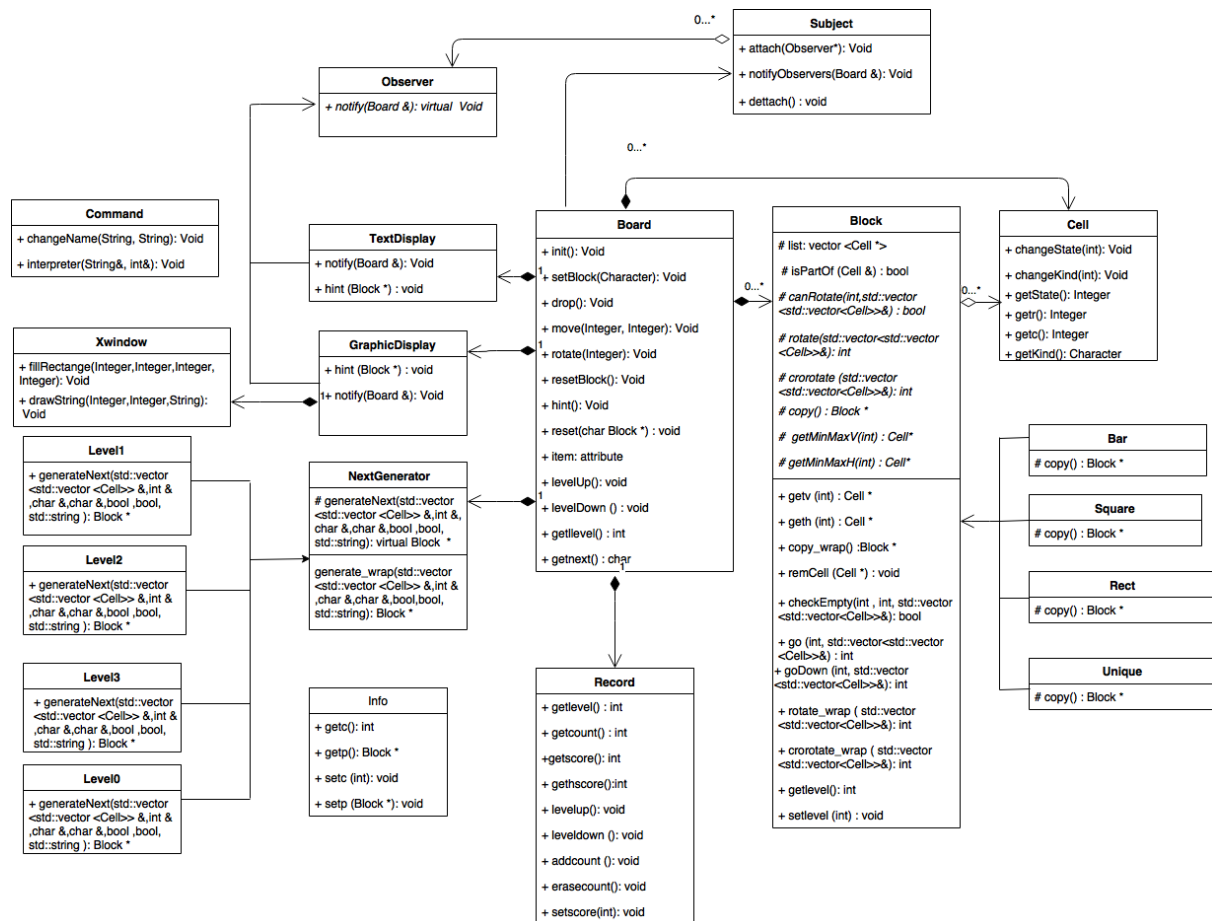 0...*
Subject
+ attach(Observer*): Void
+ notifyObservers(Board &): Void
+ dettach() : void
Observer
+ notify(Board &): virtual  Void
0...*
Command
+ changeName(String, String): Void
+ interpreter(String&, int&): Void
TextDisplay
+ notify(Board &): Void
+ hint (Block *) : void
1
Board
+ init(): Void
+ setBlock(Character): Void
+ drop(): Void
+ move(Integer, Integer): Void
+ rotate(Integer): Void
+ resetBlock(): Void
+ hint(): Void
+ reset(char Block *) : void
+ item: attribute
+ levelUp(): void
+ levelDown () : void
+ getllevel() : int
+ getnext() : char
1
1
1
0...*
Block
# list: vector <Cell *>
# isPartOf (Cell &) : bool
# canRotate(int,std::vector
<std::vector<Cell>>&) : bool
# rotate(std::vector<std::vector
<Cell>>&): int
# crorotate (std::vector
<std::vector<Cell>>&): int
# copy() : Block *
# getMinMaxV(int) : Cell*
# getMinMaxH(int) : Cell*
+ getv (int) : Cell *
+ geth (int) : Cell *
+ copy_wrap() :Block *
+ remCell (Cell *) : void
+ checkEmpty(int , int, std::vector
<std::vector<Cell>>&): bool
+ go (int, std::vector<std::vector
<Cell>>&) : int
+ goDown (int, std::vector
<std::vector<Cell>>&): int
+ rotate_wrap ( std::vector
<std::vector<Cell>>&): int
+ crorotate_wrap ( std::vector
<std::vector<Cell>>&): int
+ getlevel(): int
+ setlevel (int) : void
0...*
Cell
+ changeState(int): Void
+ changeKind(int): Void
+ getState(): Integer
+ getr(): Integer
+ getc(): Integer
+ getKind(): Character
Xwindow
+ fillRectange(Integer,Integer,Integer,
Integer): Void
+ drawString(Integer,Integer,String):
Void
GraphicDisplay
+ hint (Block *) : void
1
+ notify(Board &): Void
Level1
+ generateNext(std::vector
<std::vector <Cell>> &,int &
,char &,char &,bool ,bool,
std::string ): Block *
NextGenerator
# generateNext(std::vector
<std::vector <Cell>> &,int &,
char &,char &,bool ,bool,
std::string): virtual Block  *
generate_wrap(std::vector
<std::vector <Cell>> &,int &
,char &,char &,bool,bool,
std::string): Block *
Level2
+ generateNext(std::vector
<std::vector <Cell>> &,int &
,char &,char &,bool ,bool,
std::string ): Block *
Level3
+ generateNext(std::vector
<std::vector <Cell>> &,int &
,char &,char &,bool ,bool,
std::string ): Block *
Level0
+ generateNext(std::vector
<std::vector <Cell>> &,int &
,char &,char &,bool ,bool,
std::string ): Block *
Info
+ getc(): int
+ getp(): Block *
+ setc (int): void
+ setp (Block *): void
Record
+ getlevel() : int
+ getcount() : int
+getscore(): int
+ gethscore():int
+ levelup(): void
+ leveldown (): void
+ addcount (): void
+ erasecount(): void
+ setscore(int): void
Bar
# copy() : Block *
Square
# copy() : Block *
Rect
# copy() : Block *
Unique
# copy() : Block *